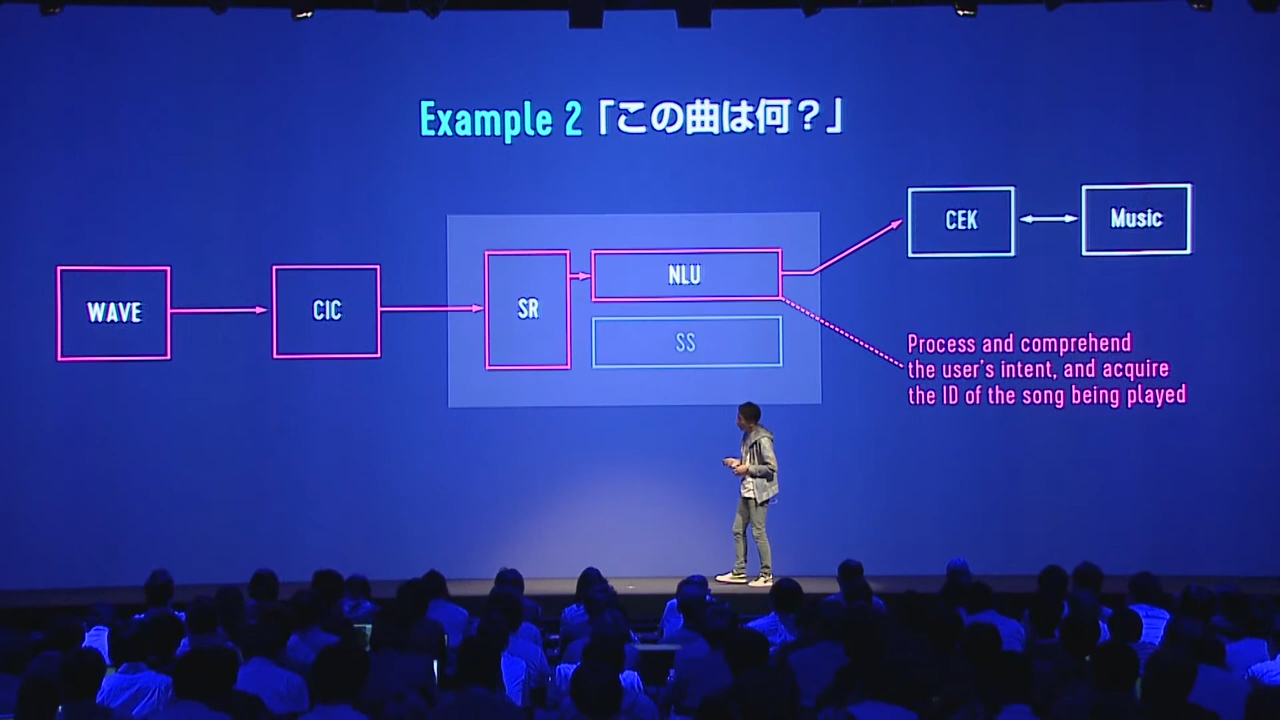 Example 2「この曲は何？」
WAVE
CIC
SR
NLU
SS
CEK
Music
Process and comprehend
the user's intent, and acquire
the ID of the song being played